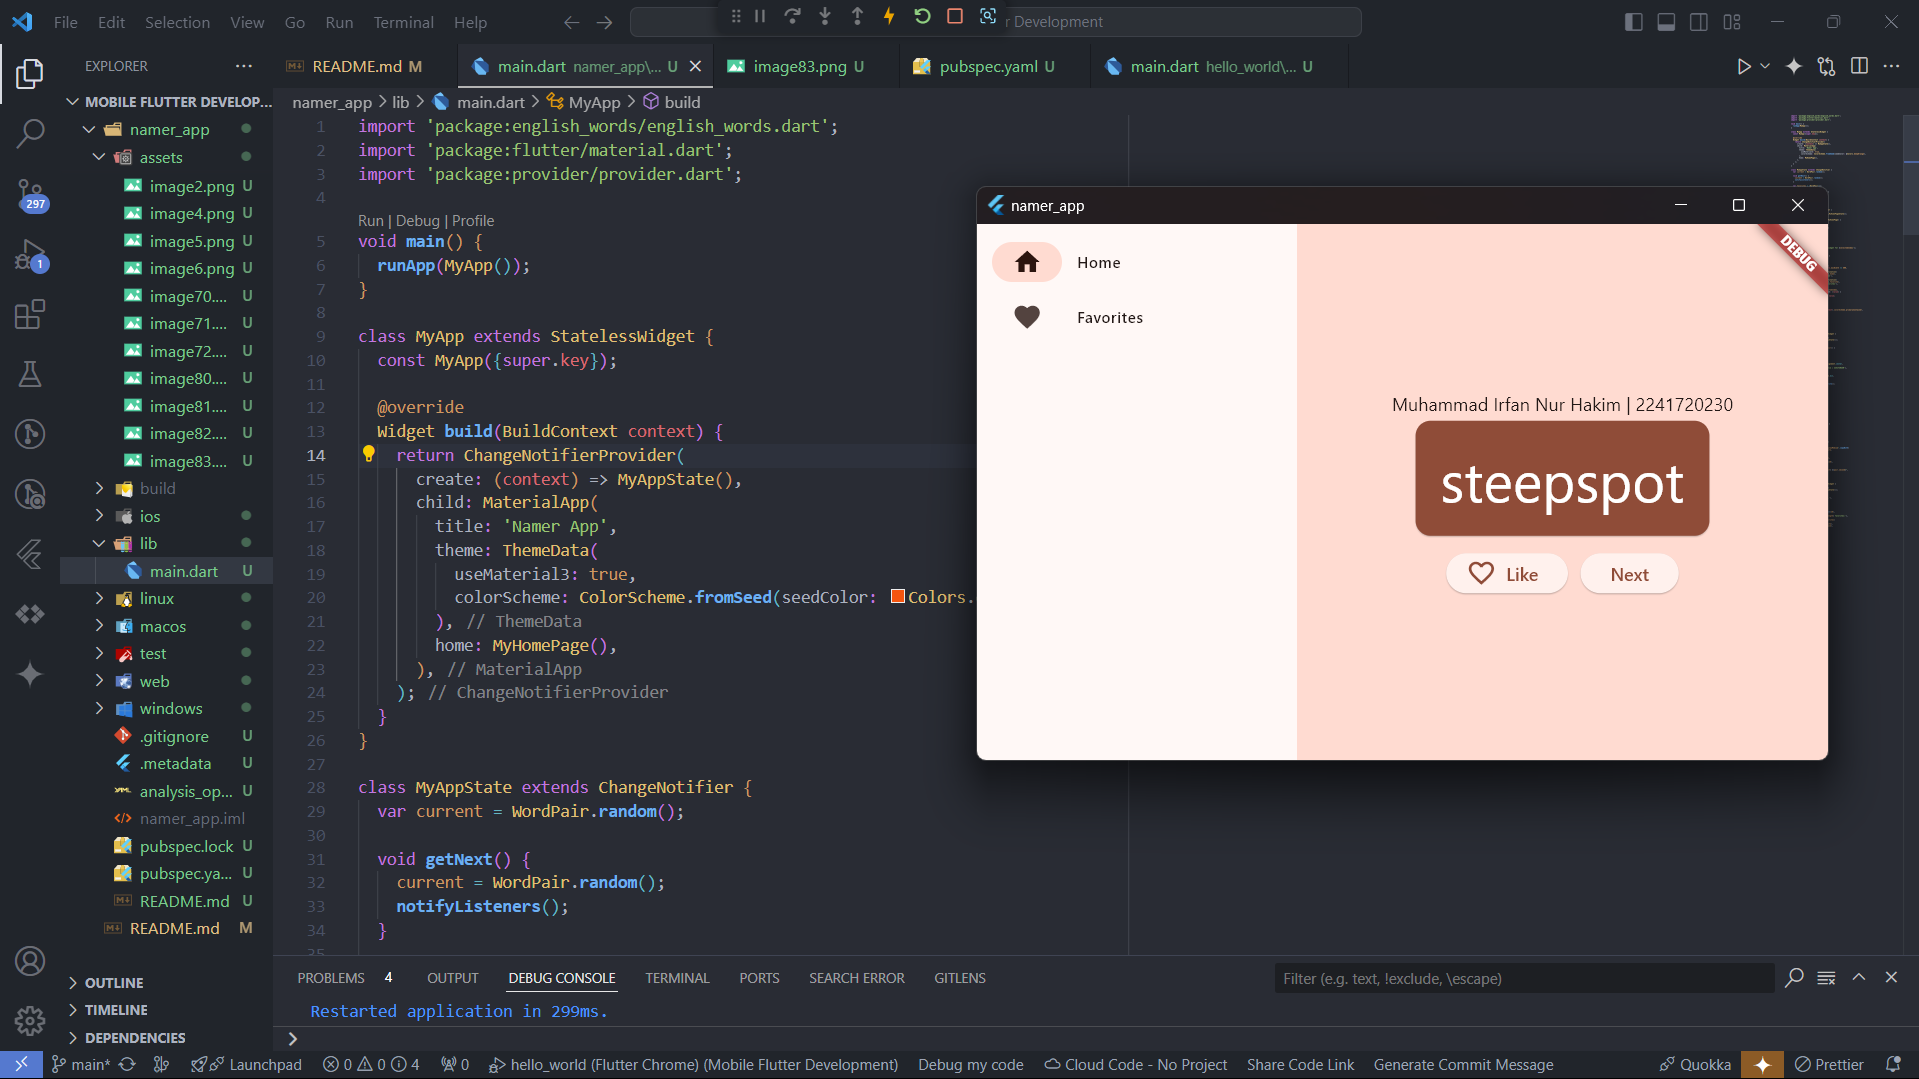 File Edit Selection View Go Run Terminal Help
r Development
EXPLORER
README.md M
main.dart namer_app\... U
image83.png U
pubspec.yaml U
main.dart hello_world\... U
MOBILE FLUTTER DEVELOP...
namer_app
assets
image2.png U
image4.png U
image5.png U
image6.png U
image70.... U
image71.... U
image72.... U
image80.... U
image81.... U
image82.... U
image83.... U
build
ios
lib
main.dart U
linux
macos
test
web
windows
.gitignore U
.metadata U
analysis_op... U
namer_app.iml
pubspec.lock U
pubspec.ya... U
README.md U
README.md M
OUTLINE
TIMELINE
DEPENDENCIES
297
1
namer_app > lib > main.dart > MyApp > build
1 import 'package:english_words/english_words.dart';
2 import 'package:flutter/material.dart';
3 import 'package:provider/provider.dart';
4
Run | Debug | Profile
5 void main() {
6 runApp(MyApp());
7 }
8
9 class MyApp extends StatelessWidget {
10 const MyApp({super.key});
11
12 @override
13 Widget build(BuildContext context) {
14 return ChangeNotifierProvider(
15 create: (context) => MyAppState(),
16 child: MaterialApp(
17 title: 'Namer App',
18 theme: ThemeData(
19 useMaterial3: true,
20 colorScheme: ColorScheme.fromSeed(seedColor: Colors.
21 ), // ThemeData
22 home: MyHomePage(),
23 ), // MaterialApp
24 ); // ChangeNotifierProvider
25 }
26 }
27
28 class MyAppState extends ChangeNotifier {
29 var current = WordPair.random();
30
31 void getNext() {
32 current = WordPair.random();
33 notifyListeners();
34 }
35
namer_app
DEBUG
Home
Favorites
Muhammad Irfan Nur Hakim | 2241720230
steepspot
Like
Next
PROBLEMS 4 OUTPUT DEBUG CONSOLE TERMINAL PORTS SEARCH ERROR GITLENS
Filter (e.g. text, !exclude, \escape)
Restarted application in 299ms.
main* Launchpad 0 0 4 0 hello_world (Flutter Chrome) (Mobile Flutter Development) Debug my code Cloud Code - No Project Share Code Link Generate Commit Message Quokka Prettier